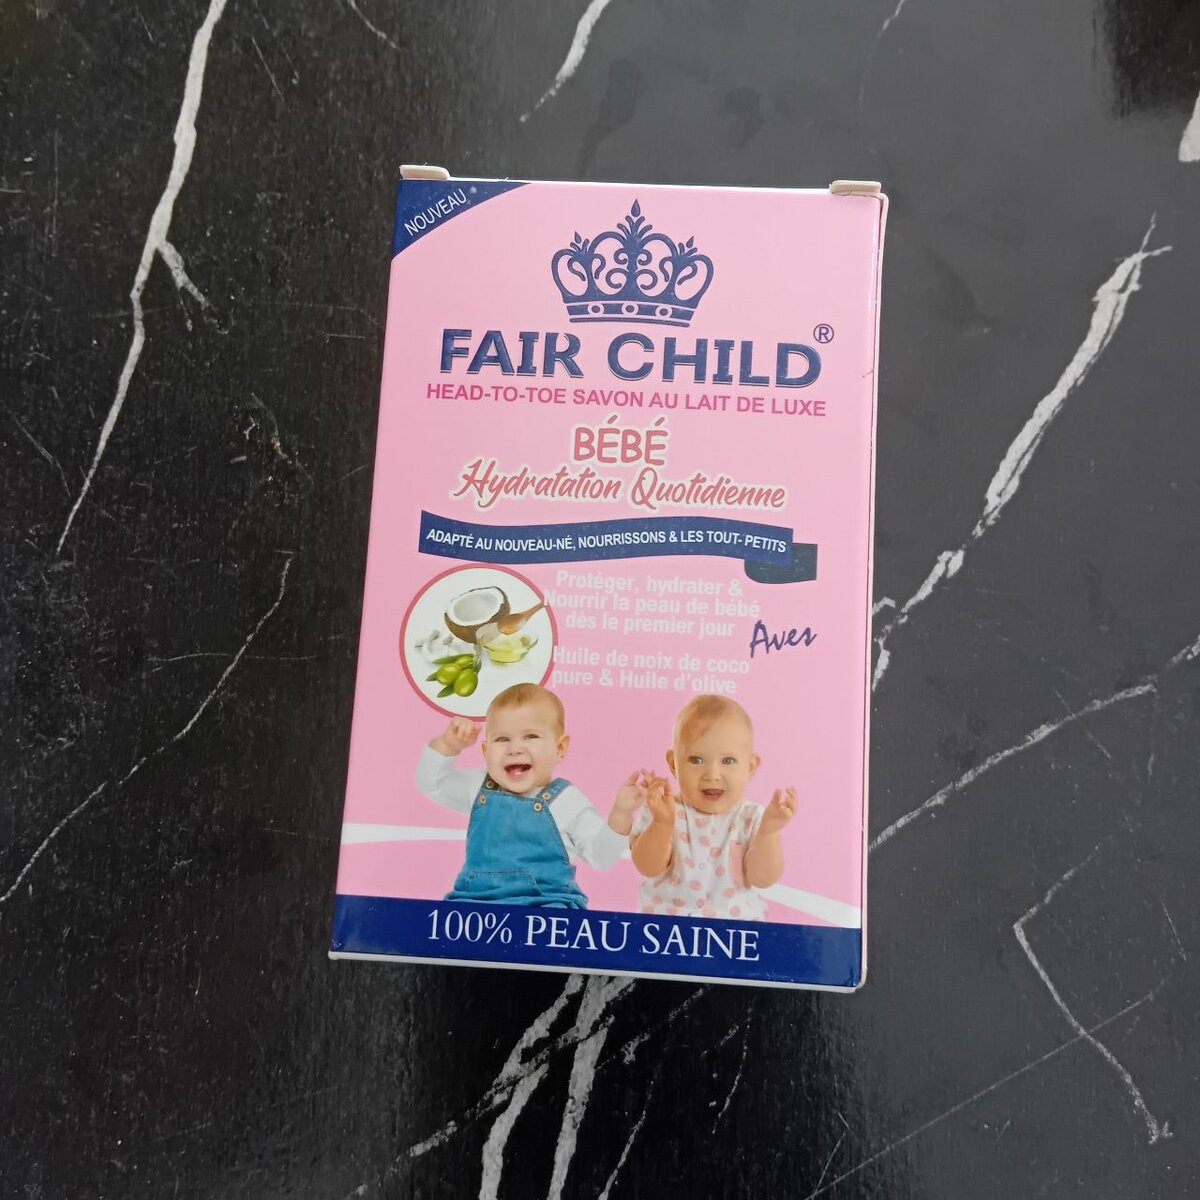 NOUVEAU
FAIR CHILD®
HEAD-TO-TOE SAVON AU LAIT DE LUXE
BÉBÉ
Hydratation Quotidienne
ADAPTÉ AU NOUVEAU-NÉ, NOURRISSONS & LES TOUT- PETITS
Protéger, hydrater &
Nourrir la peau de bébé
dès le premier jour
Aves
Huile de noix de coco
pure & Huile d'olive
100% PEAU SAINE